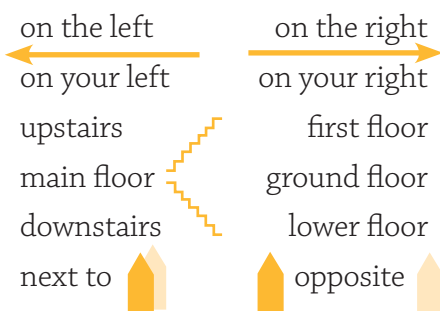 on the left on the right
on your left on your right
upstairs first floor
main floor ground floor
downstairs lower floor
next to opposite